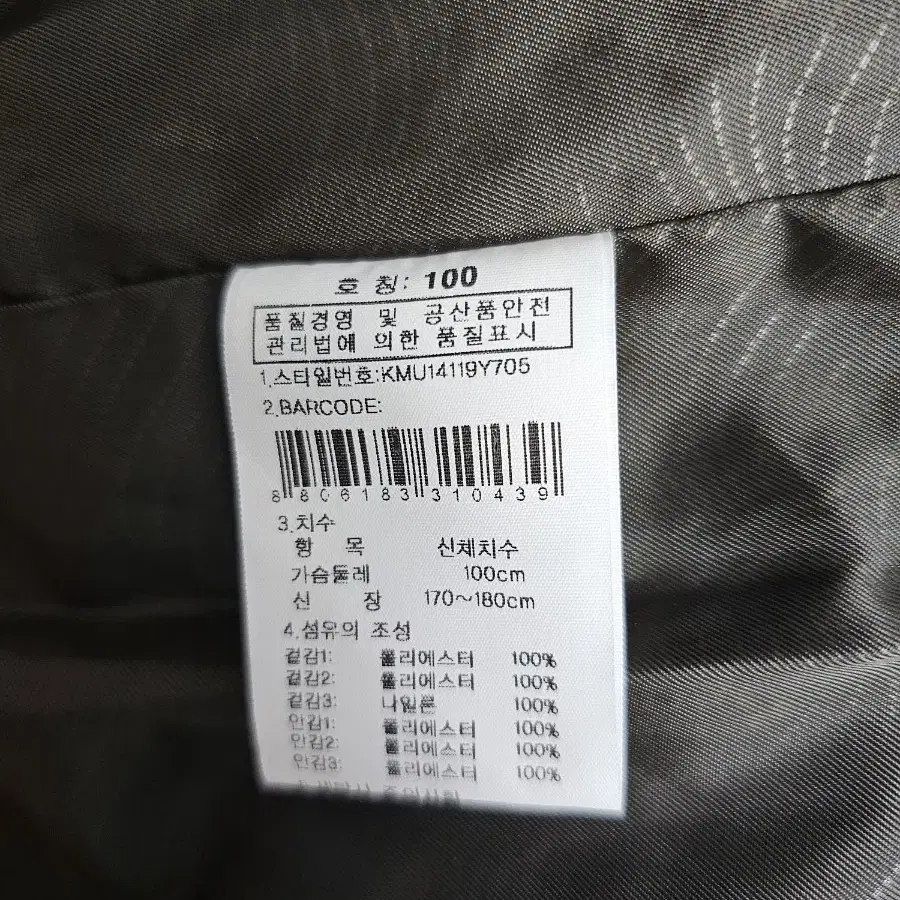 호 칭: 100
품질경영 및 공산품안전
관리법에 의한 품질표시
1.스타일번호:KMU14119Y705
2.BARCODE:
8 806183 310439
3.치수
항 목 신체치수
가슴둘레 100cm
신 장 170~180cm
4.섬유의 조성
겉감1: 폴리에스터 100%
겉감2: 폴리에스터 100%
겉감3: 나일론 100%
안감1: 폴리에스터 100%
안감2: 폴리에스터 100%
안감3: 폴리에스터 100%